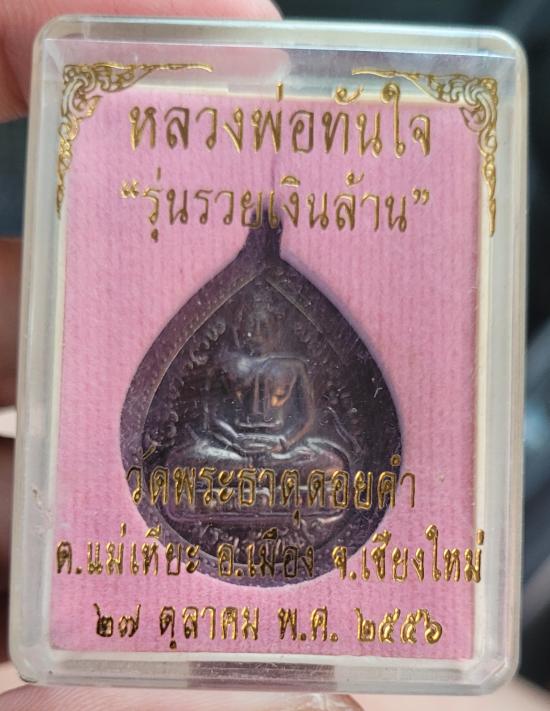 หลวงพ่อทันใจ
“รุ่นรวยเงินล้าน”
วัดพระธาตุดอยคำ
ต.แม่เหียะ อ.เมือง จ.เชียงใหม่
๒๗ ตุลาคม พ.ศ. ๒๕๕๖